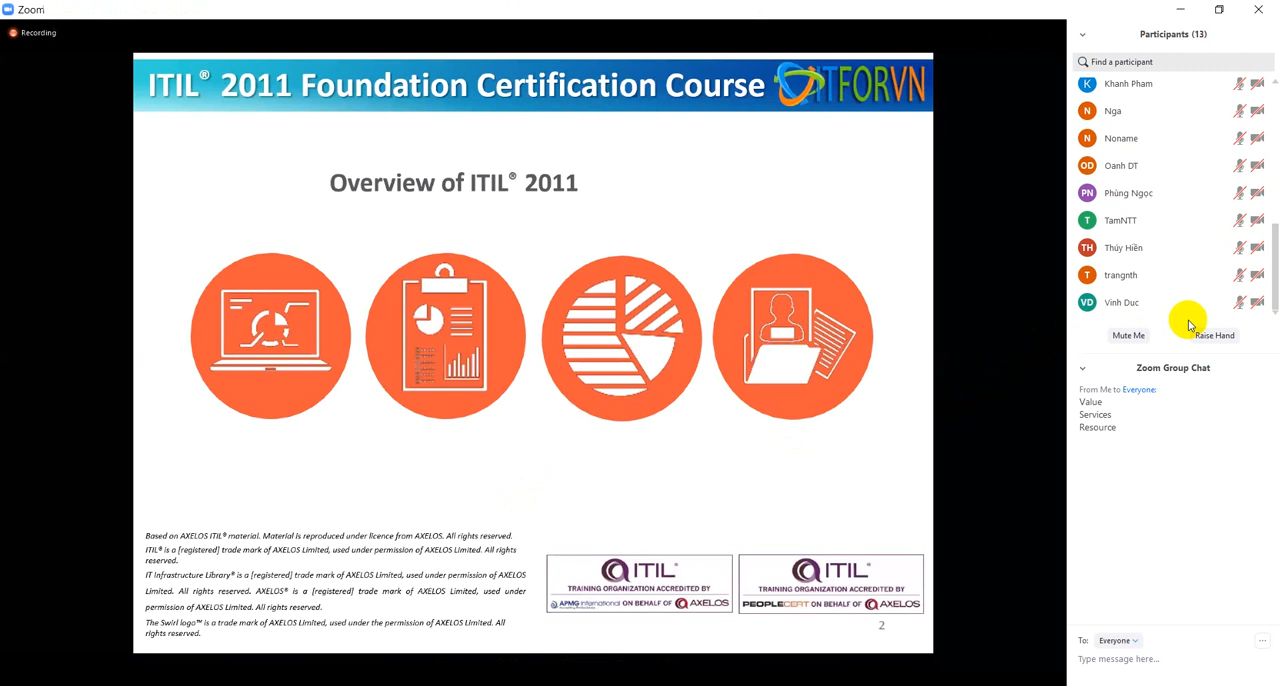 Zoom
Recording
ITIL® 2011 Foundation Certification Course
ITFORVN
Overview of ITIL® 2011
Based on AXELOS ITIL® material. Material is reproduced under licence from AXELOS. All rights reserved.
ITIL® is a [registered] trade mark of AXELOS Limited, used under permission of AXELOS Limited. All rights
reserved.
IT Infrastructure Library® is a [registered] trade mark of AXELOS Limited, used under permission of AXELOS
Limited. All rights reserved. AXELOS® is a [registered] trade mark of AXELOS Limited, used under
permission of AXELOS Limited. All rights reserved.
The Swirl logo™ is a trade mark of AXELOS Limited, used under the permission of AXELOS Limited. All
rights reserved.
ITIL®
TRAINING ORGANIZATION ACCREDITED BY
APMG International ON BEHALF OF AXELOS
ITIL®
TRAINING ORGANIZATION ACCREDITED BY
PEOPLECERT ON BEHALF OF AXELOS
2
Participants (13)
Find a participant
K Khanh Pham
N Nga
N Noname
OD Oanh DT
PN Phùng Ngọc
T TamNTT
TH Thúy Hiền
T trangnth
VD Vinh Duc
Mute Me
Raise Hand
Zoom Group Chat
From Me to Everyone:
Value
Services
Resource
To: Everyone
Type message here...